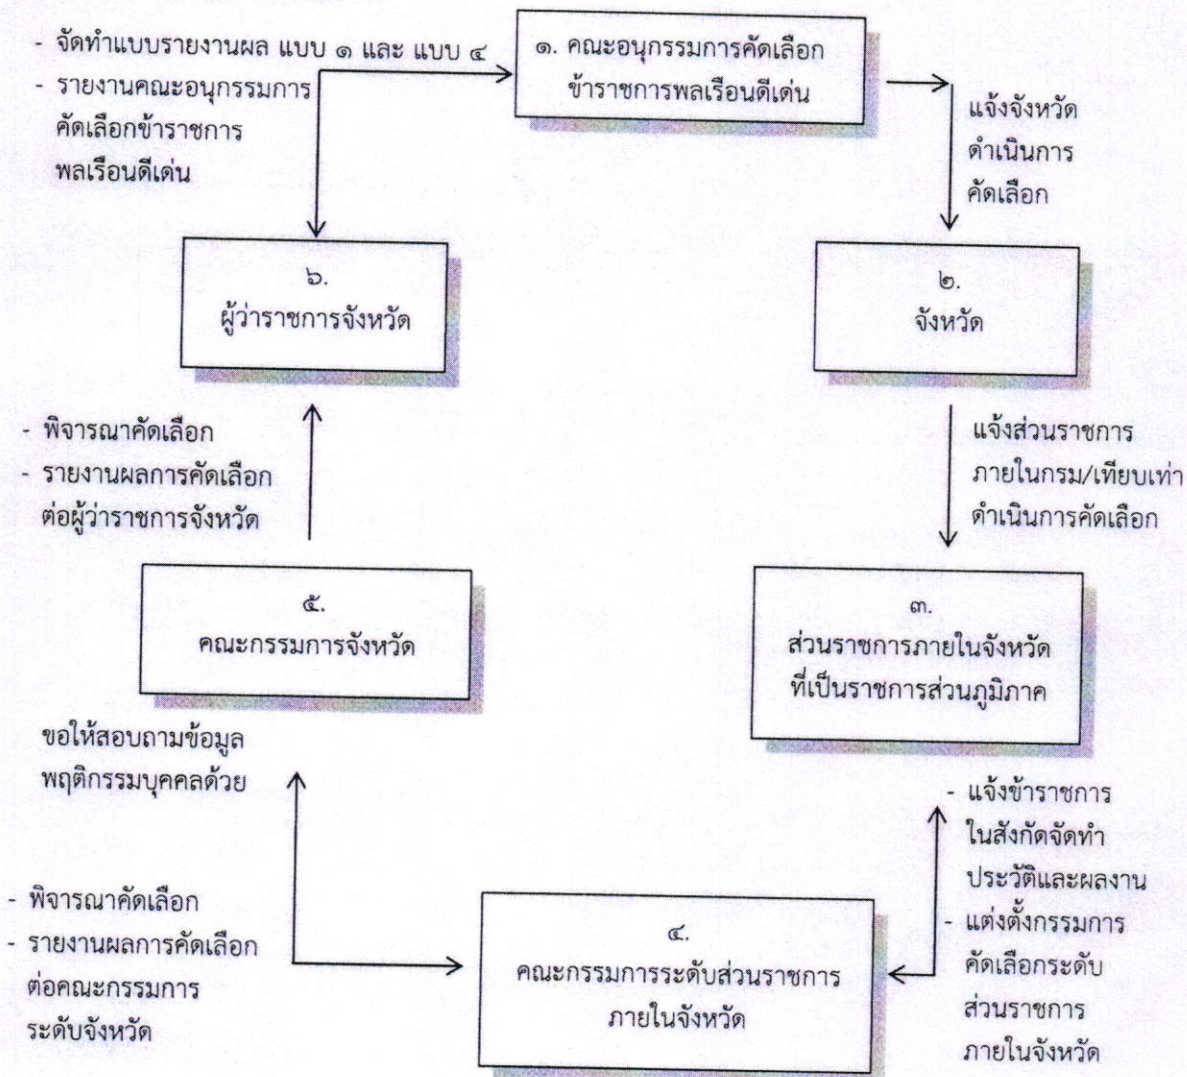 - จัดทำแบบรายงานผล แบบ ๑ และ แบบ ๔
- รายงานคณะอนุกรรมการ
คัดเลือกข้าราชการ
พลเรือนดีเด่น
๑. คณะอนุกรรมการคัดเลือก
ข้าราชการพลเรือนดีเด่น
แจ้งจังหวัด
ดำเนินการ
คัดเลือก
๖.
ผู้ว่าราชการจังหวัด
๒.
จังหวัด
- พิจารณาคัดเลือก
- รายงานผลการคัดเลือก
ต่อผู้ว่าราชการจังหวัด
แจ้งส่วนราชการ
ภายในกรม/เทียบเท่า
ดำเนินการคัดเลือก
๕.
คณะกรรมการจังหวัด
๓.
ส่วนราชการภายในจังหวัด
ที่เป็นราชการส่วนภูมิภาค
ขอให้สอบถามข้อมูล
พฤติกรรมบุคคลด้วย
- แจ้งข้าราชการ
ในสังกัดจัดทำ
ประวัติและผลงาน
- แต่งตั้งกรรมการ
คัดเลือกระดับ
ส่วนราชการ
ภายในจังหวัด
- พิจารณาคัดเลือก
- รายงานผลการคัดเลือก
ต่อคณะกรรมการ
ระดับจังหวัด
๔.
คณะกรรมการระดับส่วนราชการ
ภายในจังหวัด